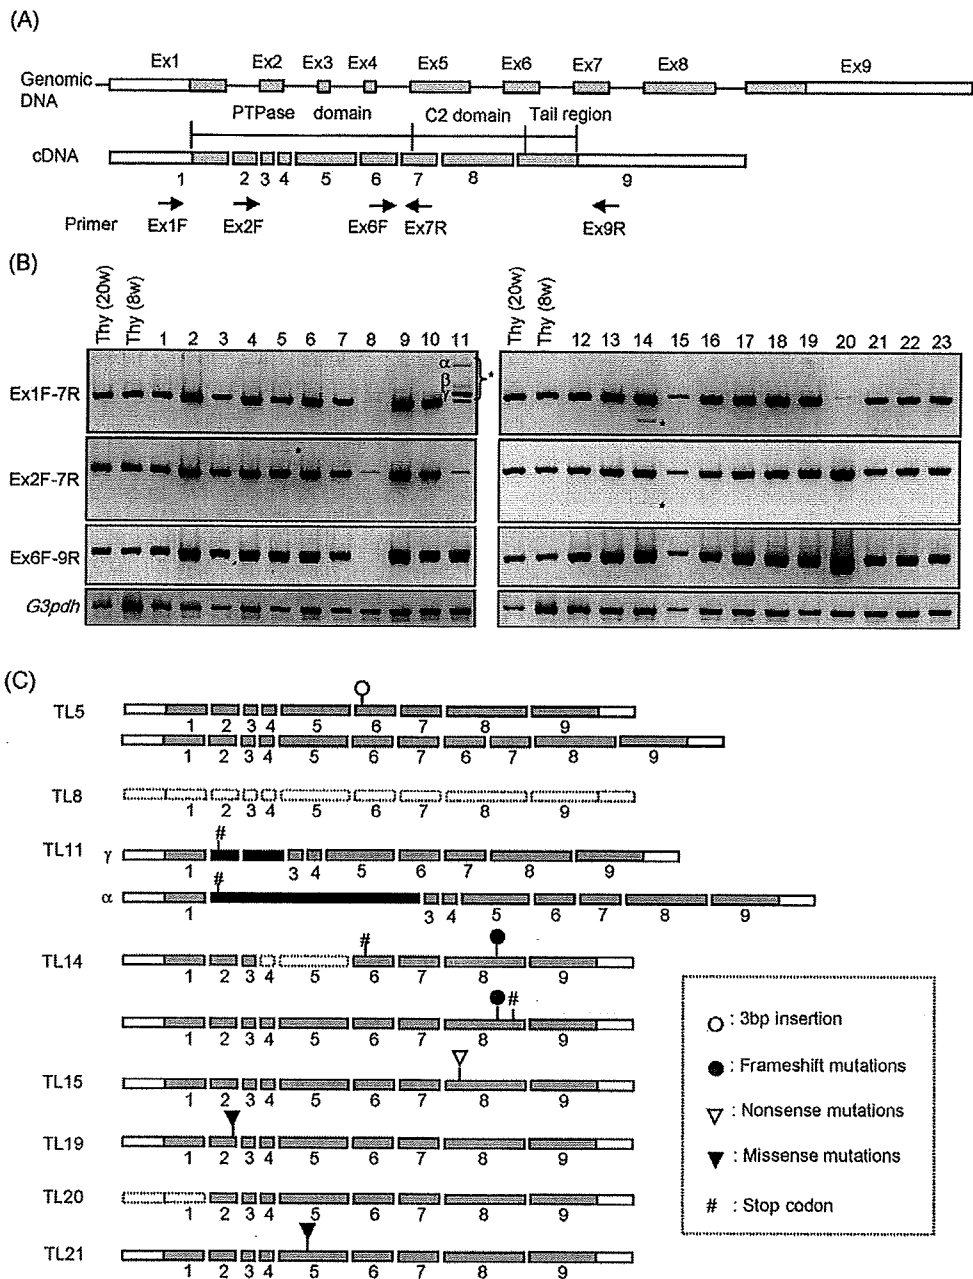 (A)
Ex1 Ex2 Ex3 Ex4 Ex5 Ex6 Ex7 Ex8 Ex9
Genomic DNA
PTPase domain C2 domain Tail region
cDNA
1 2 3 4 5 6 7 8 9
Primer Ex1F Ex2F Ex6F Ex7R Ex9R
(B)
Thy (20w) Thy (8w) 1 2 3 4 5 6 7 8 9 10 11
Thy (20w) Thy (8w) 12 13 14 15 16 17 18 19 20 21 22 23
Ex1F-7R
α
β
γ
*
*
Ex2F-7R
*
*
Ex6F-9R
G3pdh
(C)
TL5
1 2 3 4 5 6 7 8 9
1 2 3 4 5 6 7 6 7 8 9
TL8
1 2 3 4 5 6 7 8 9
TL11 γ #
1 2 3 4 5 6 7 8 9
α #
1 3 4 5 6 7 8 9
TL14 #
1 2 3 4 5 6 7 8 9
#
1 2 3 4 5 6 7 8 9
TL15
1 2 3 4 5 6 7 8 9
TL19
1 2 3 4 5 6 7 8 9
TL20
1 2 3 4 5 6 7 8 9
TL21
1 2 3 4 5 6 7 8 9
: 3bp insertion
: Frameshift mutations
: Nonsense mutations
: Missense mutations
# : Stop codon